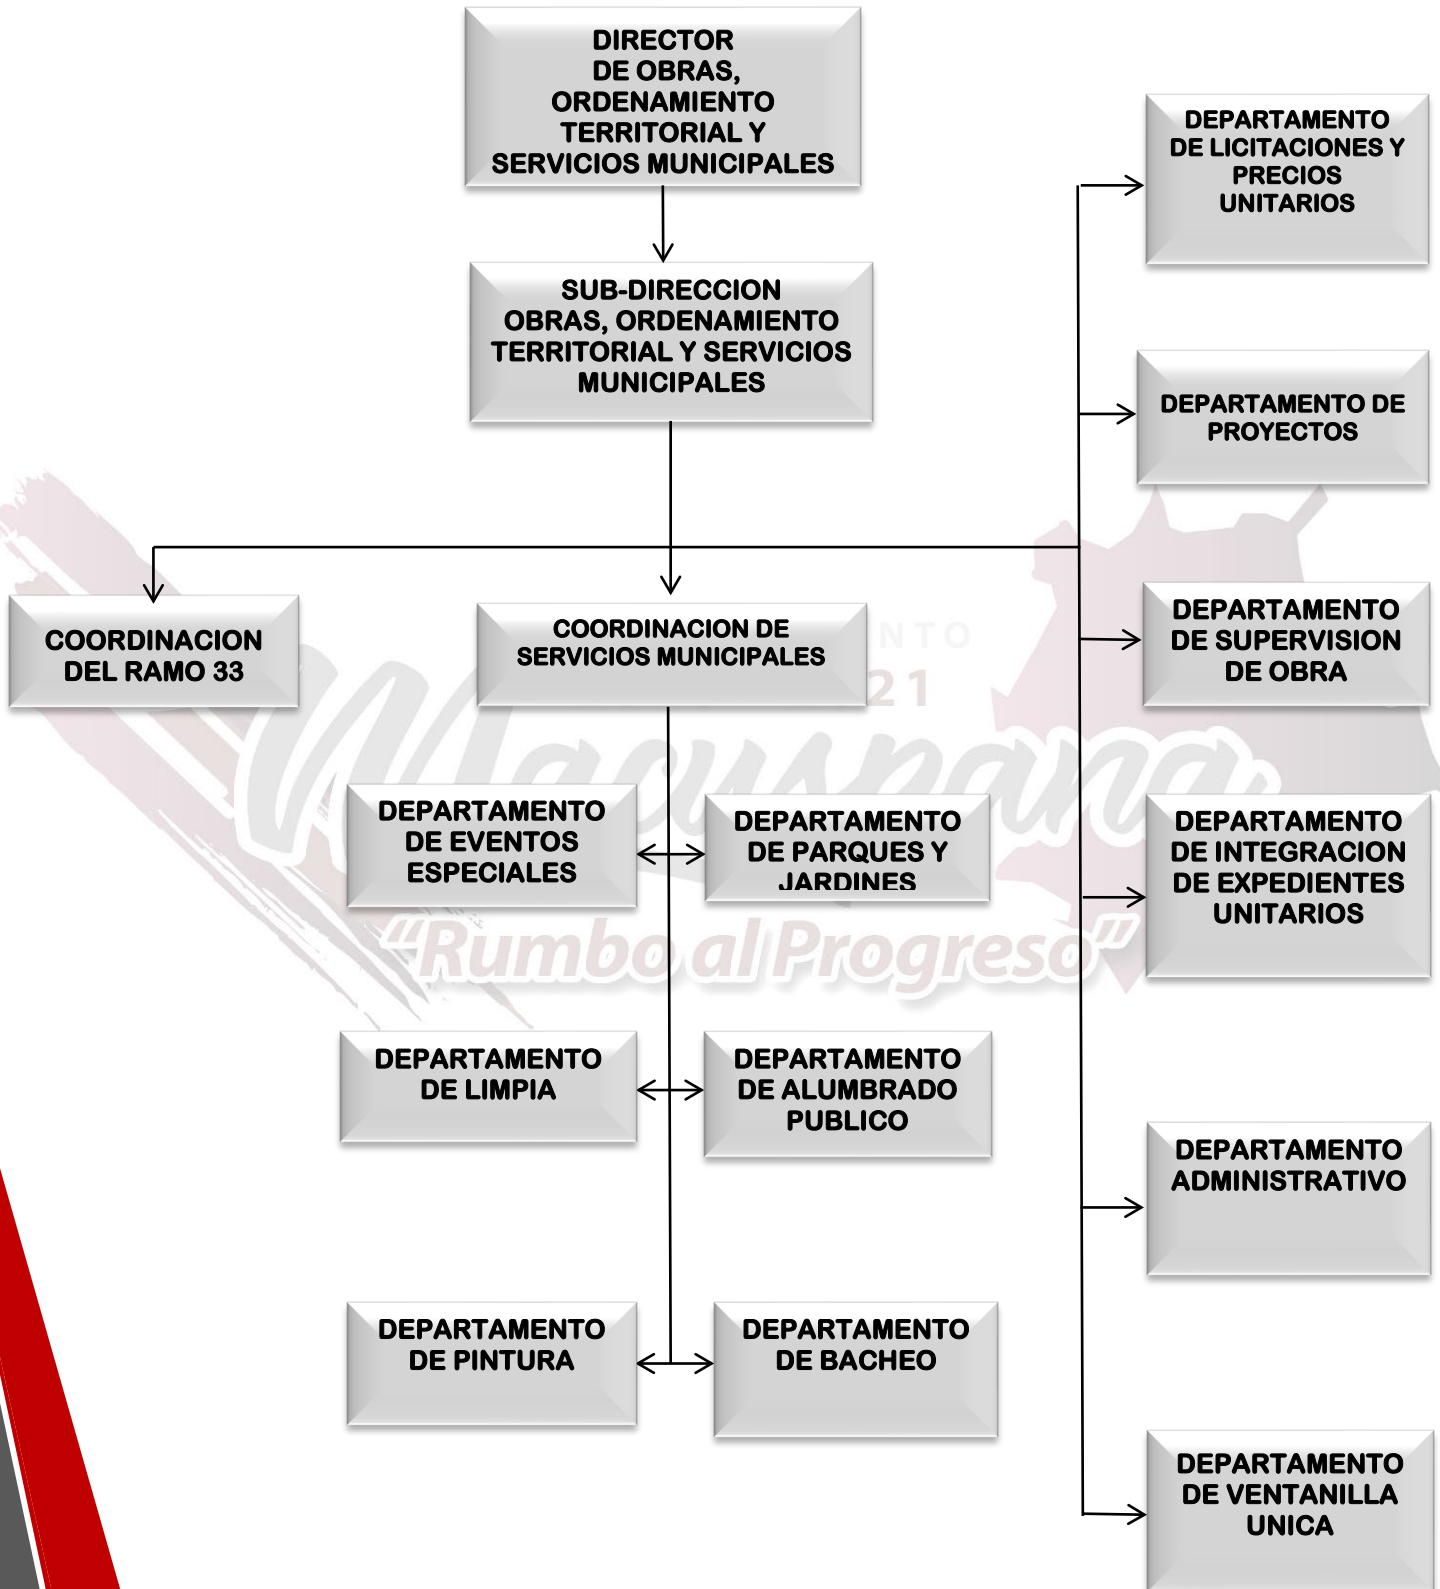 DIRECTOR
DE OBRAS,
ORDENAMIENTO
TERRITORIAL Y
SERVICIOS MUNICIPALES
SUB-DIRECCION
OBRAS, ORDENAMIENTO
TERRITORIAL Y SERVICIOS
MUNICIPALES
COORDINACION
DEL RAMO 33
COORDINACION DE
SERVICIOS MUNICIPALES
NTO
21
Macuspana
"Rumbo al Progreso"
DEPARTAMENTO
DE EVENTOS
ESPECIALES
DEPARTAMENTO
DE PARQUES Y
JARDINES
DEPARTAMENTO
DE LIMPIA
DEPARTAMENTO
DE ALUMBRADO
PUBLICO
DEPARTAMENTO
DE PINTURA
DEPARTAMENTO
DE BACHEO
DEPARTAMENTO
DE LICITACIONES Y
PRECIOS
UNITARIOS
DEPARTAMENTO DE
PROYECTOS
DEPARTAMENTO
DE SUPERVISION
DE OBRA
DEPARTAMENTO
DE INTEGRACION
DE EXPEDIENTES
UNITARIOS
DEPARTAMENTO
ADMINISTRATIVO
DEPARTAMENTO
DE VENTANILLA
UNICA